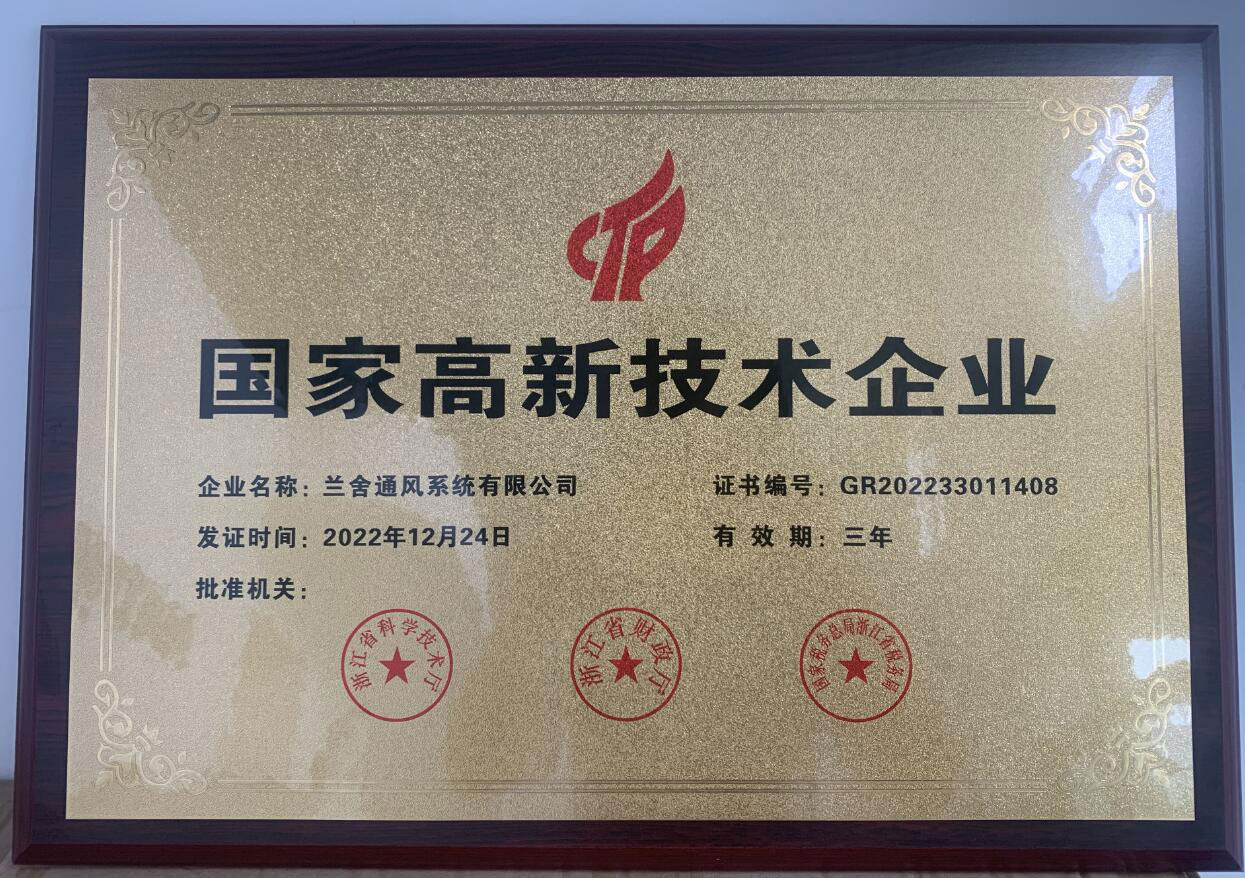 CTP
国家高新技术企业
企业名称：兰舍通风系统有限公司
证书编号：GR202233011408
发证时间：2022年12月24日
有效期：三年
批准机关：
浙江省科学技术厅
浙江省财政厅
国家税务总局浙江省税务局